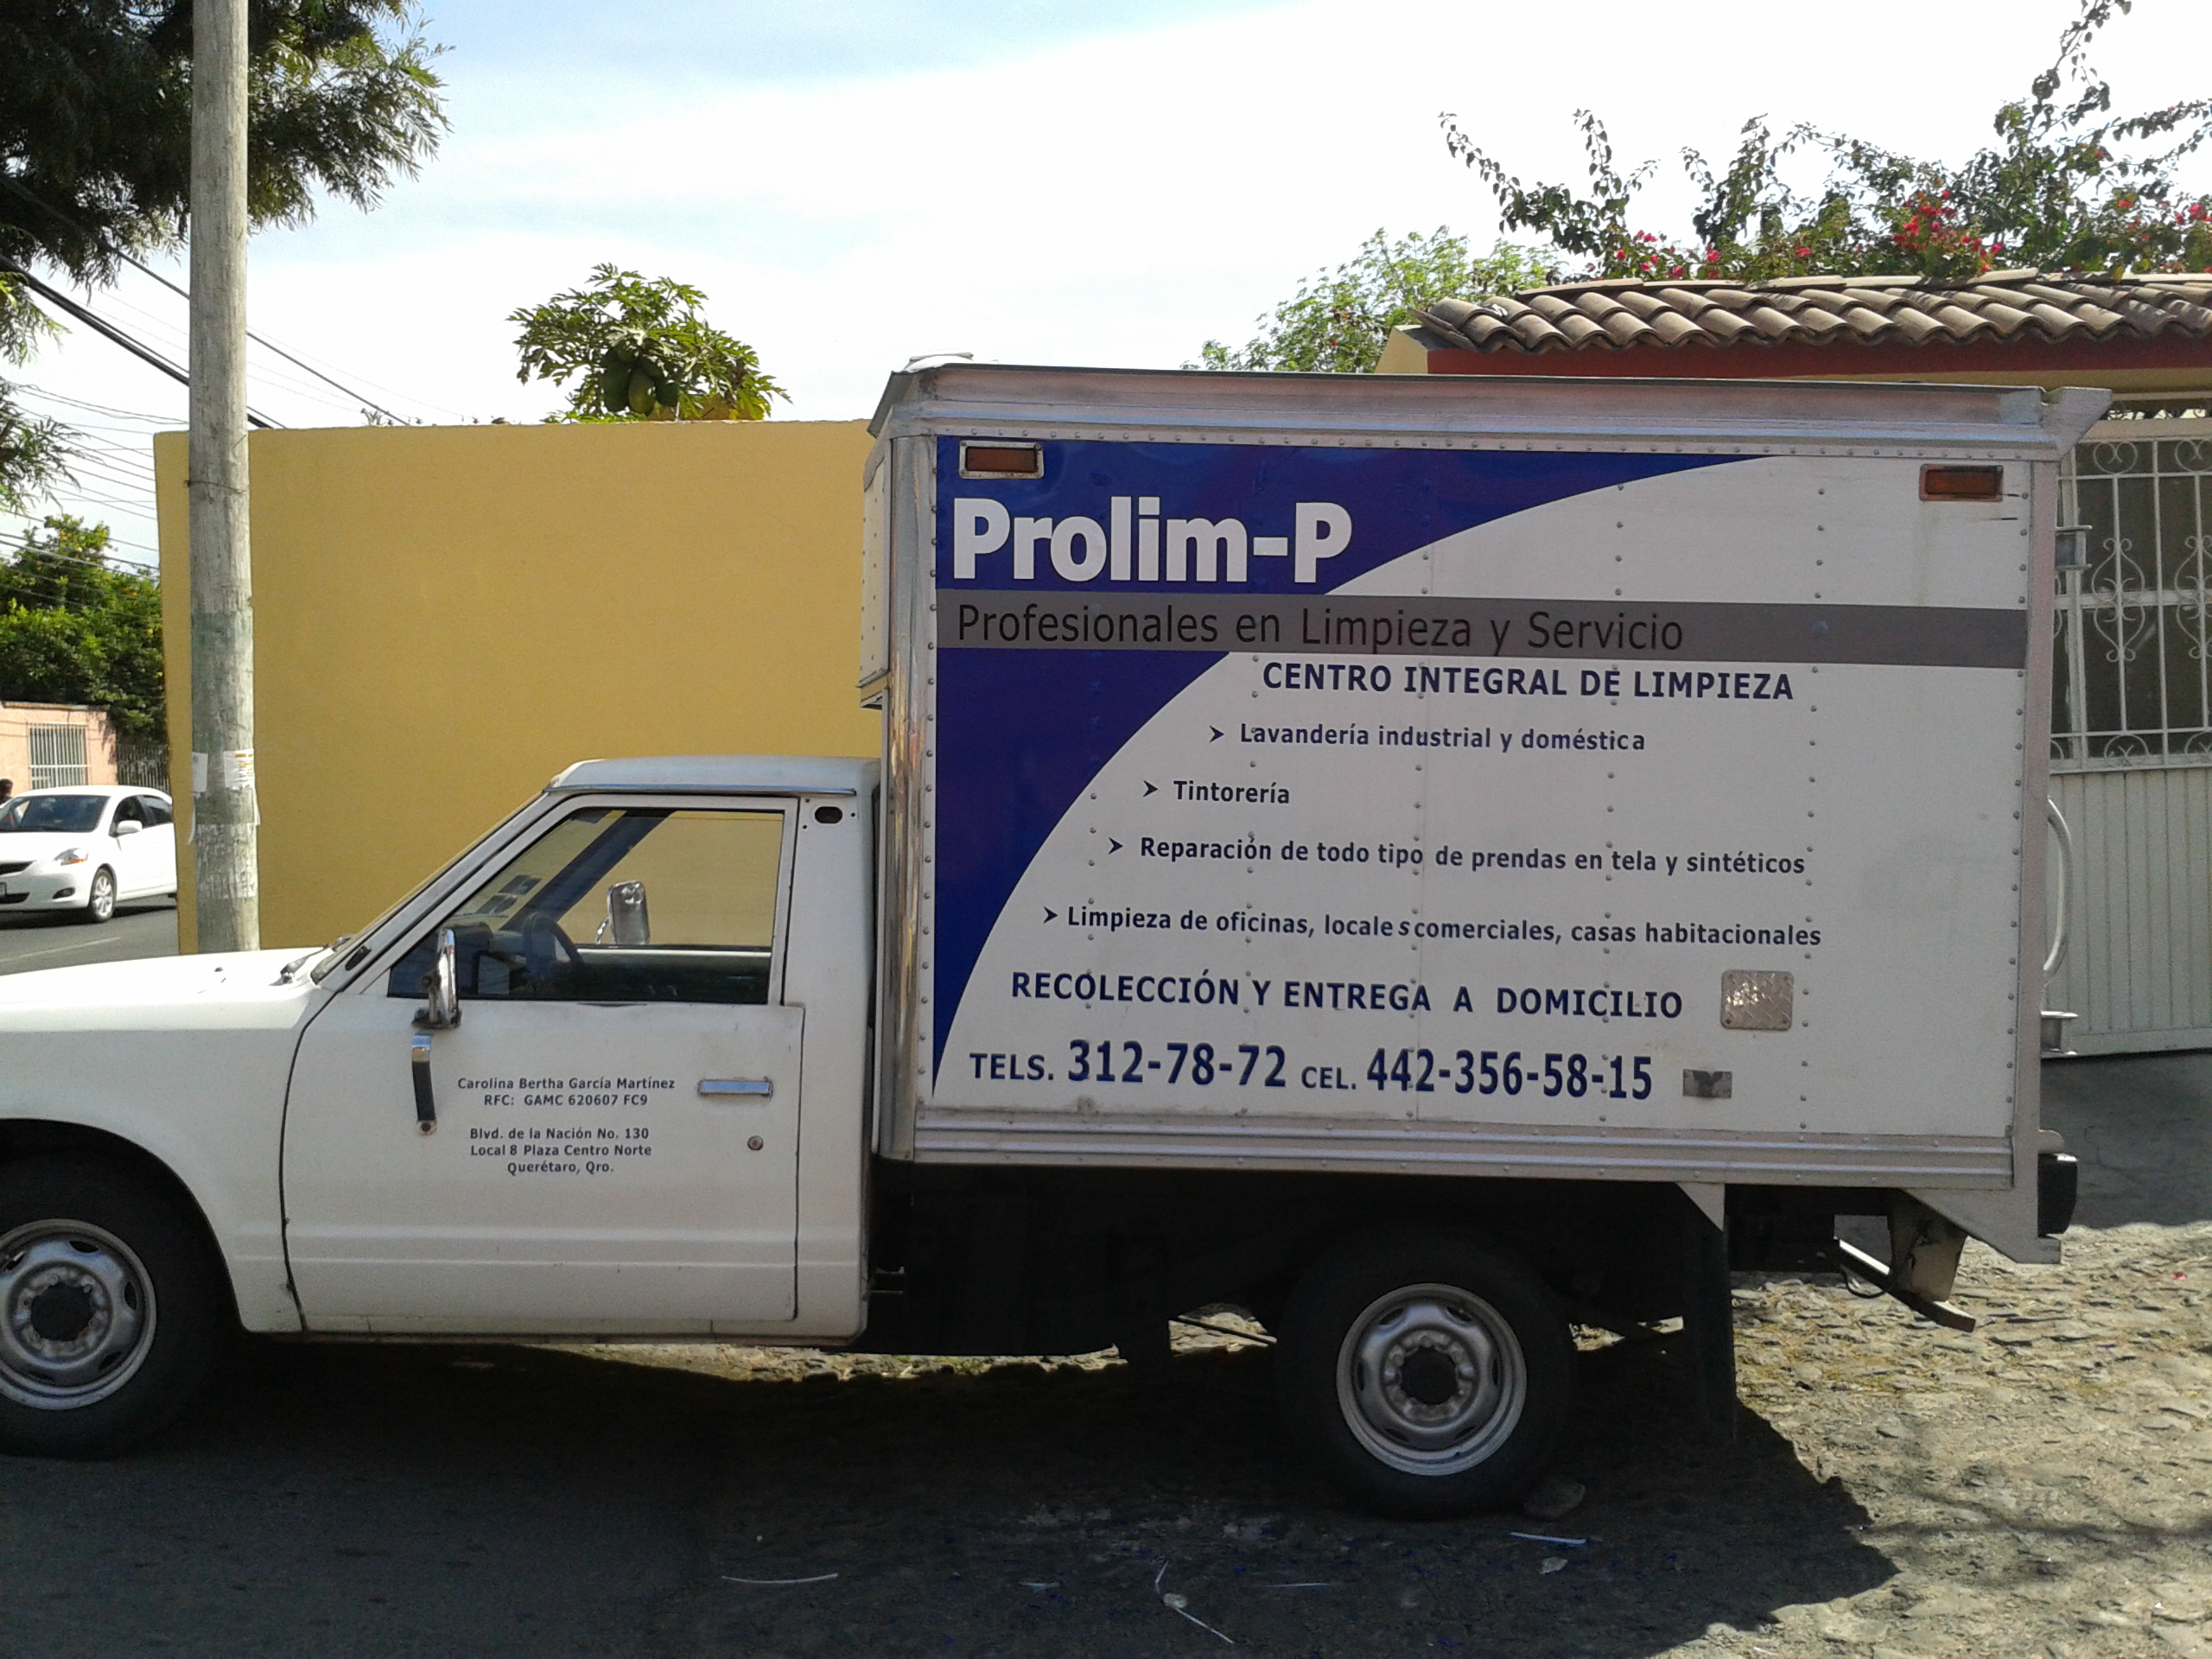 Prolim-P
Profesionales en Limpieza y Servicio
CENTRO INTEGRAL DE LIMPIEZA
➤ Lavandería industrial y doméstica
➤ Tintorería
➤ Reparación de todo tipo de prendas en tela y sintéticos
➤ Limpieza de oficinas, locales comerciales, casas habitacionales
RECOLECCIÓN Y ENTREGA A DOMICILIO
TELS. 312-78-72 CEL. 442-356-58-15
Carolina Bertha García Martínez
RFC: GAMC 620607 FC9
Blvd. de la Nación No. 130
Local 8 Plaza Centro Norte
Querétaro, Qro.